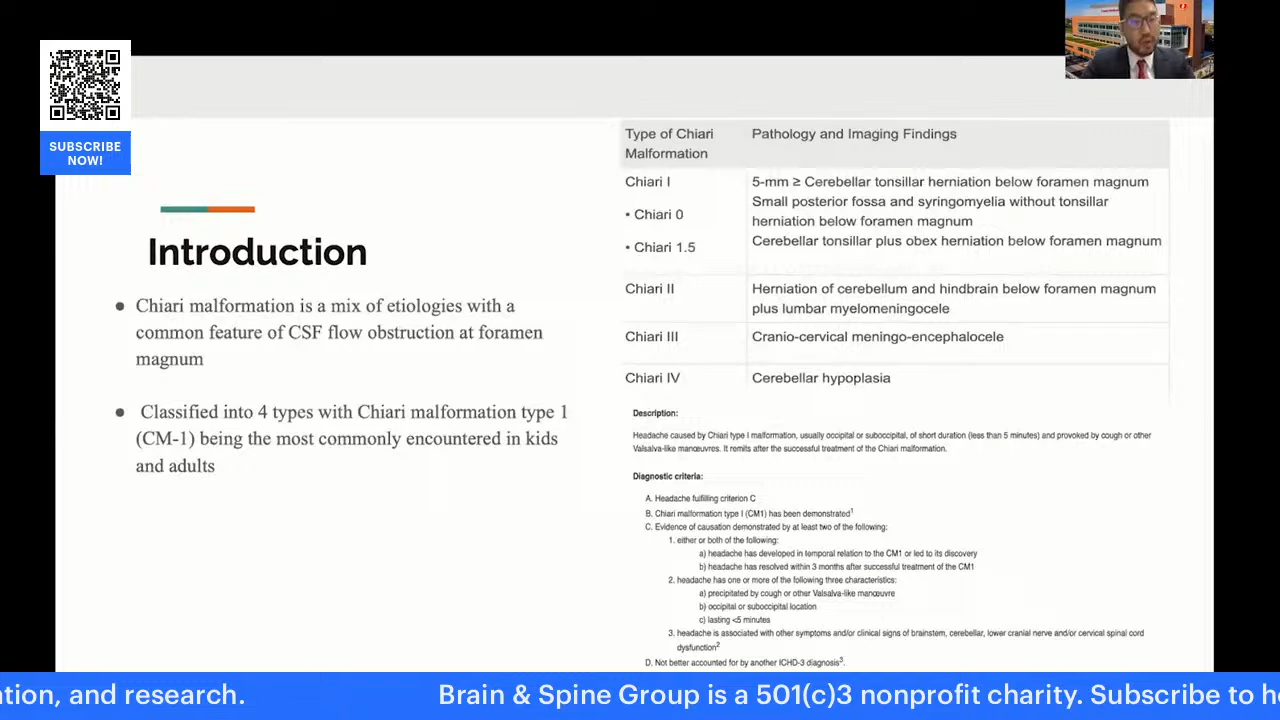 SUBSCRIBE
NOW!
Introduction
● Chiari malformation is a mix of etiologies with a
common feature of CSF flow obstruction at foramen
magnum
● Classified into 4 types with Chiari malformation type 1
(CM-1) being the most commonly encountered in kids
and adults
Type of Chiari
Malformation
Pathology and Imaging Findings
Chiari I
5-mm ≥ Cerebellar tonsillar herniation below foramen magnum
• Chiari 0
Small posterior fossa and syringomyelia without tonsillar
herniation below foramen magnum
• Chiari 1.5
Cerebellar tonsillar plus obex herniation below foramen magnum
Chiari II
Herniation of cerebellum and hindbrain below foramen magnum
plus lumbar myelomeningocele
Chiari III
Cranio-cervical meningo-encephalocele
Chiari IV
Cerebellar hypoplasia
Description:
Headache caused by Chiari type I malformation, usually occipital or suboccipital, of short duration (less than 5 minutes) and provoked by cough or other
Valsalva-like manœuvres. It remits after the successful treatment of the Chiari malformation.
Diagnostic criteria:
A. Headache fulfilling criterion C
B. Chiari malformation type I (CM1) has been demonstrated1
C. Evidence of causation demonstrated by at least two of the following:
1. either or both of the following:
a) headache has developed in temporal relation to the CM1 or led to its discovery
b) headache has resolved within 3 months after successful treatment of the CM1
2. headache has one or more of the following three characteristics:
a) precipitated by cough or other Valsalva-like manœuvre
b) occipital or suboccipital location
c) lasting <5 minutes
3. headache is associated with other symptoms and/or clinical signs of brainstem, cerebellar, lower cranial nerve and/or cervical spinal cord
dysfunction2
D. Not better accounted for by another ICHD-3 diagnosis3.
ation, and research. Brain & Spine Group is a 501(c)3 nonprofit charity. Subscribe to he